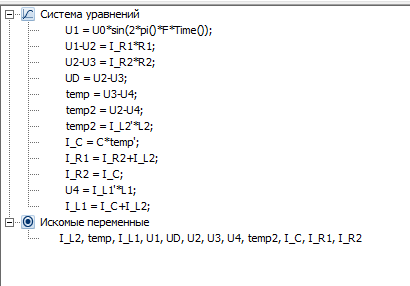 Система уравнений
U1 = U0*sin(2*pi()*F*Time());
U1-U2 = I_R1*R1;
U2-U3 = I_R2*R2;
UD = U2-U3;
temp = U3-U4;
temp2 = U2-U4;
temp2 = I_L2'*L2;
I_C = C*temp';
I_R1 = I_R2+I_L2;
I_R2 = I_C;
U4 = I_L1'*L1;
I_L1 = I_C+I_L2;
Искомые переменные
I_L2, temp, I_L1, U1, UD, U2, U3, U4, temp2, I_C, I_R1, I_R2